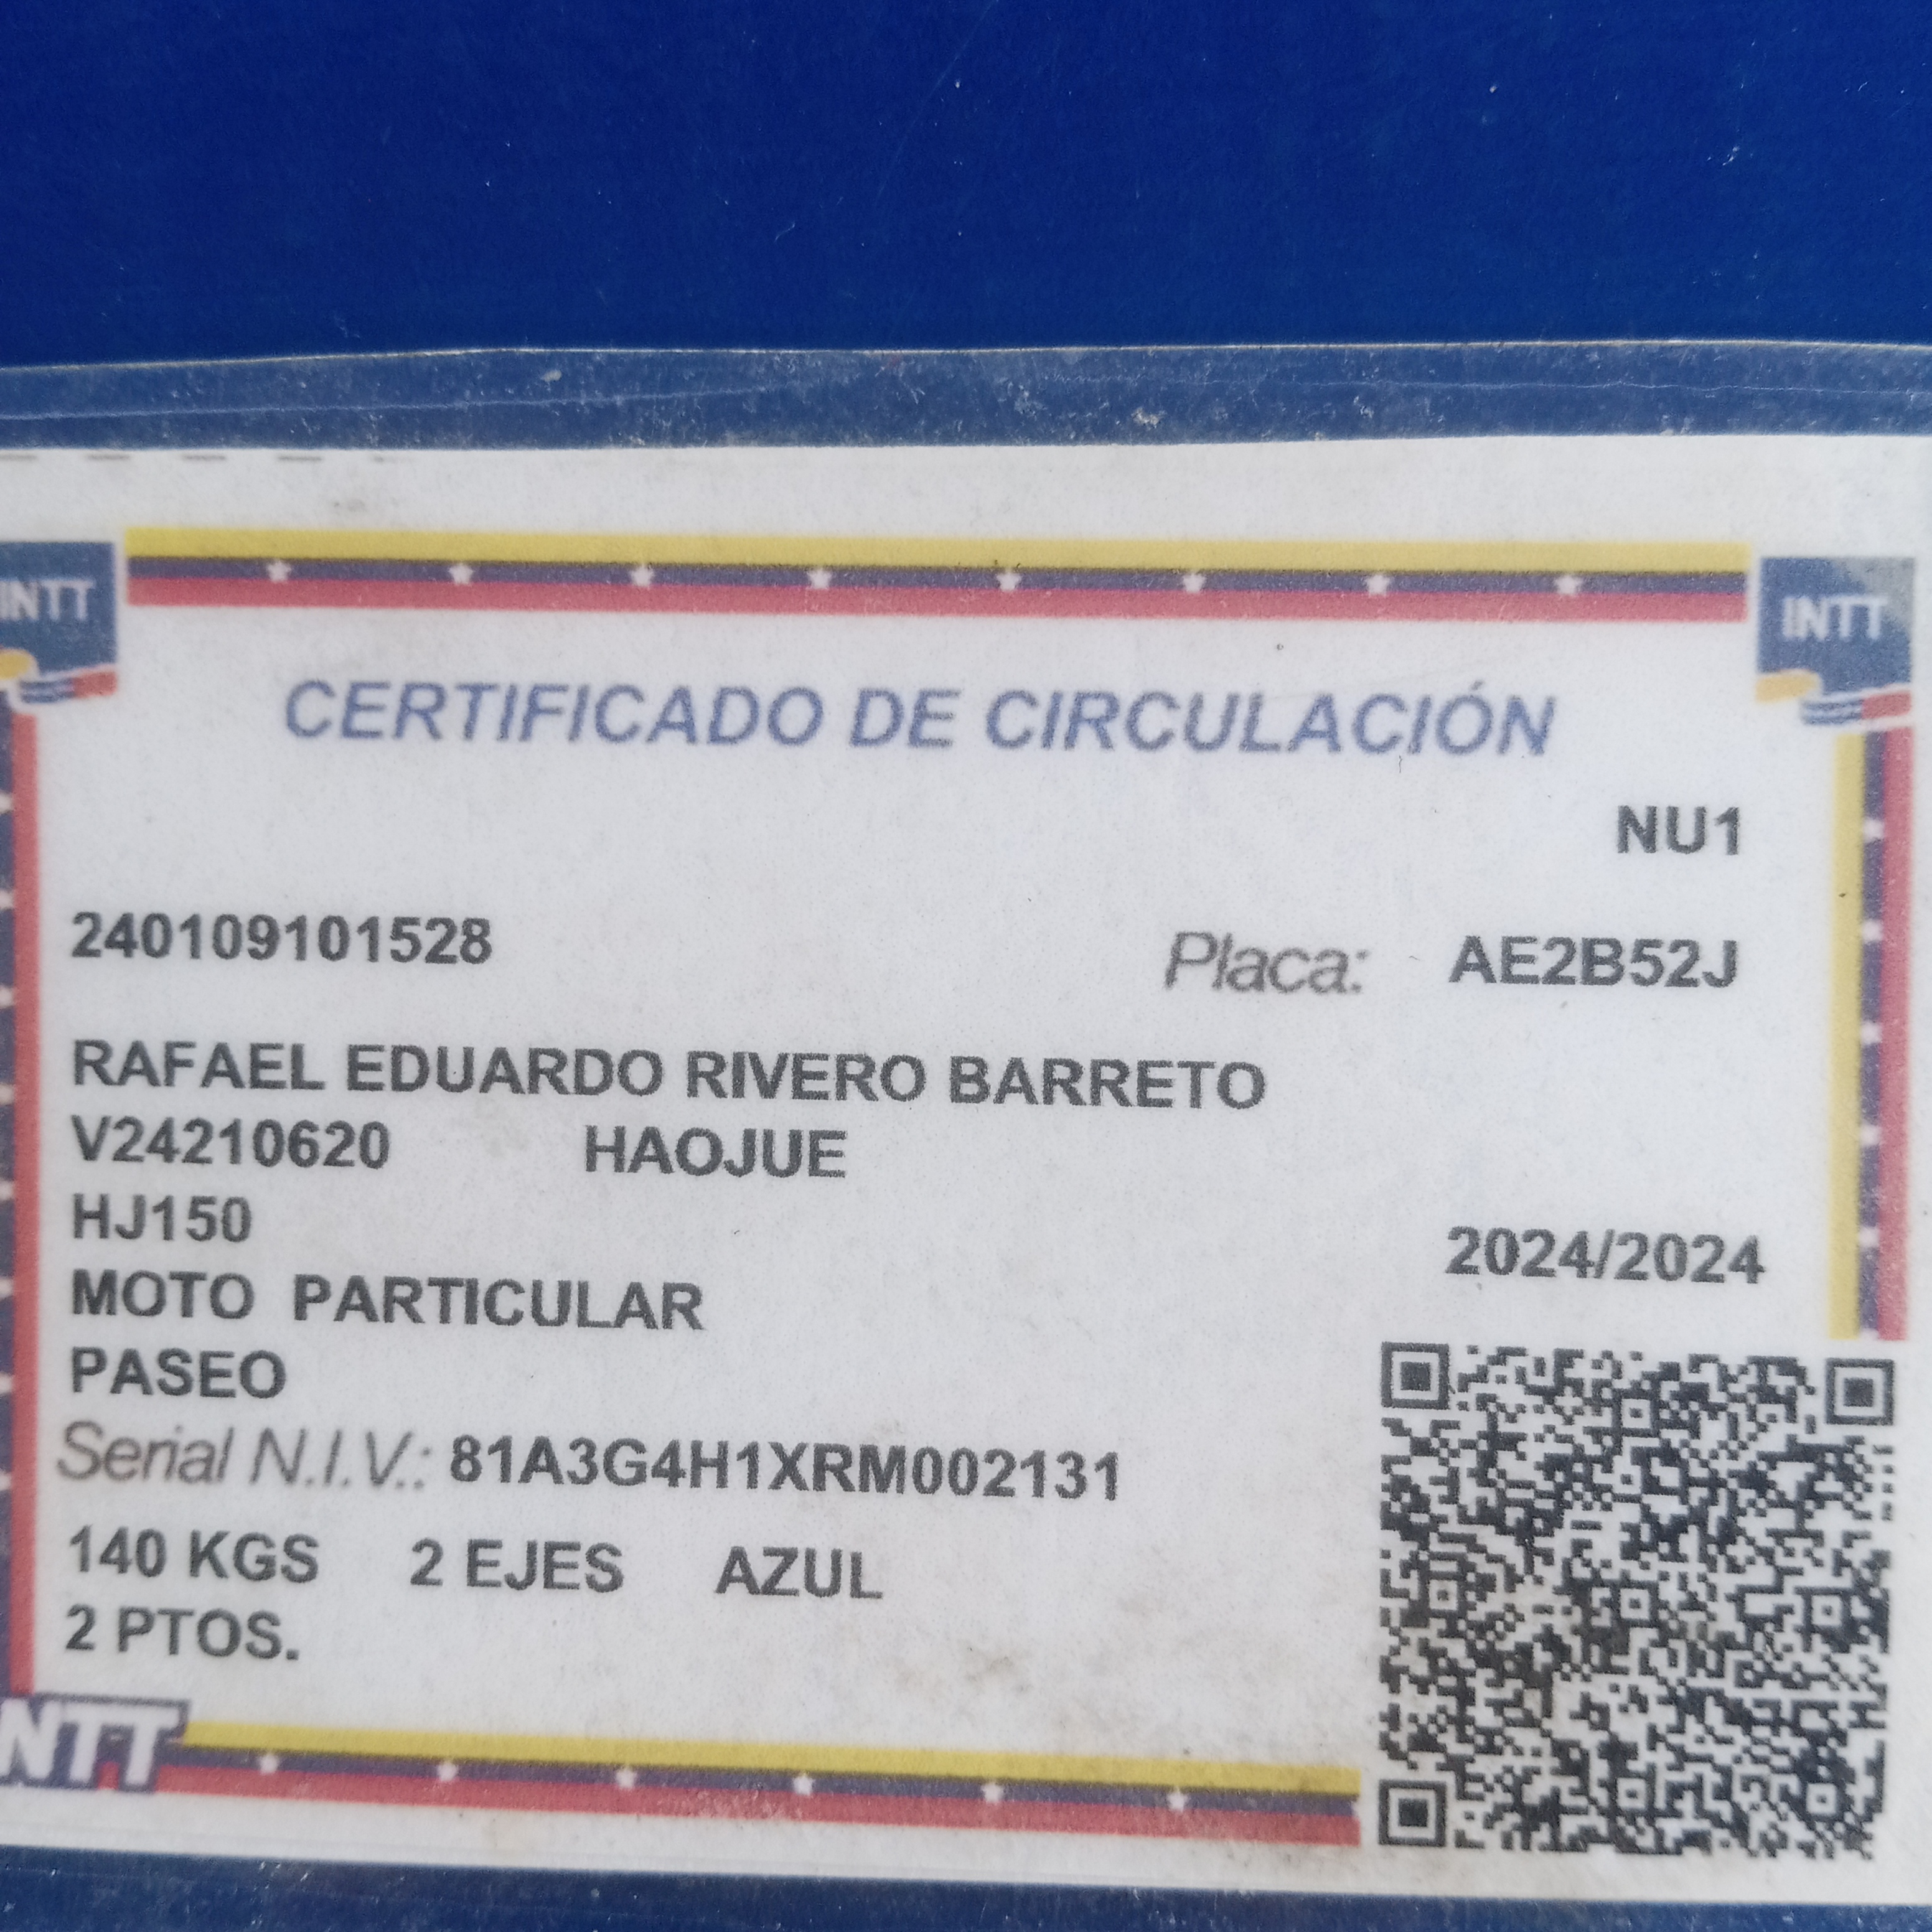 INTT
INTT
CERTIFICADO DE CIRCULACIÓN
NU1
240109101528 Placa: AE2B52J
RAFAEL EDUARDO RIVERO BARRETO
V24210620 HAOJUE
HJ150
2024/2024
MOTO PARTICULAR
PASEO
Serial N.I.V.: 81A3G4H1XRM002131
140 KGS 2 EJES AZUL
2 PTOS.
NTT